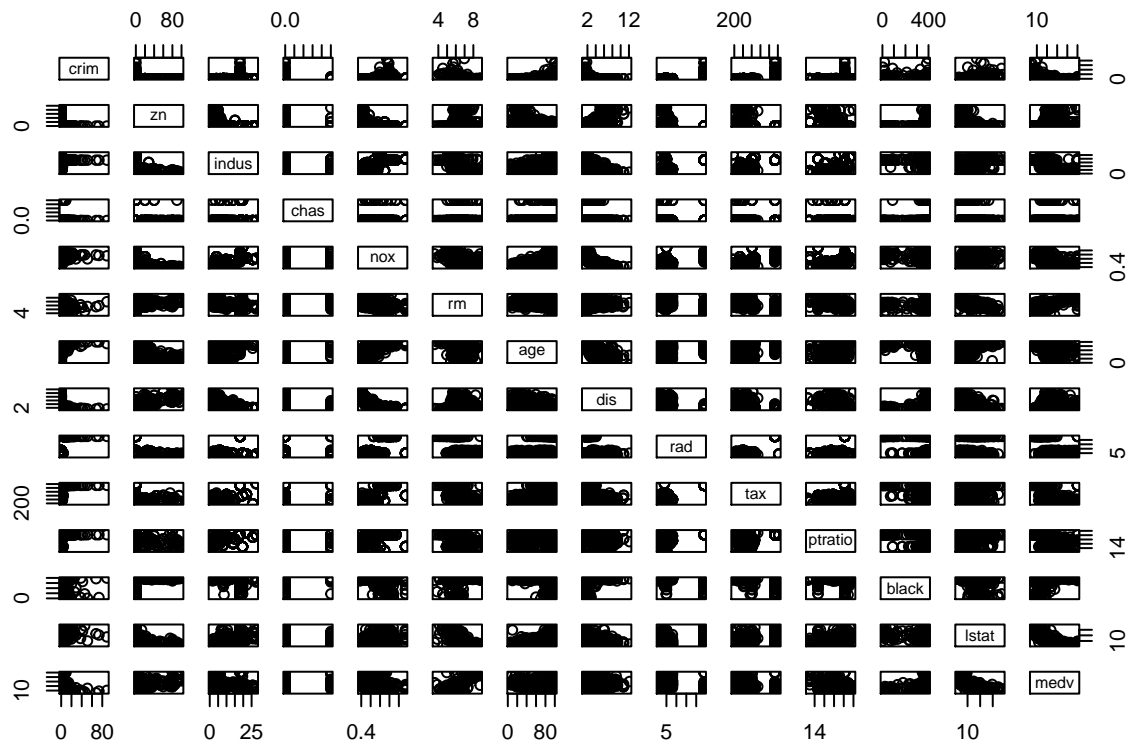 0 80 0.0 4 8 2 12 200 0 400 10
crim 0
0 zn
indus 0
0.0 chas
nox 0.4
4 rm
age 0
2 dis
rad 5
200 tax
ptratio 14
0 black
lstat 10
10 medv
0 80 0 25 0.4 0 80 5 14 10